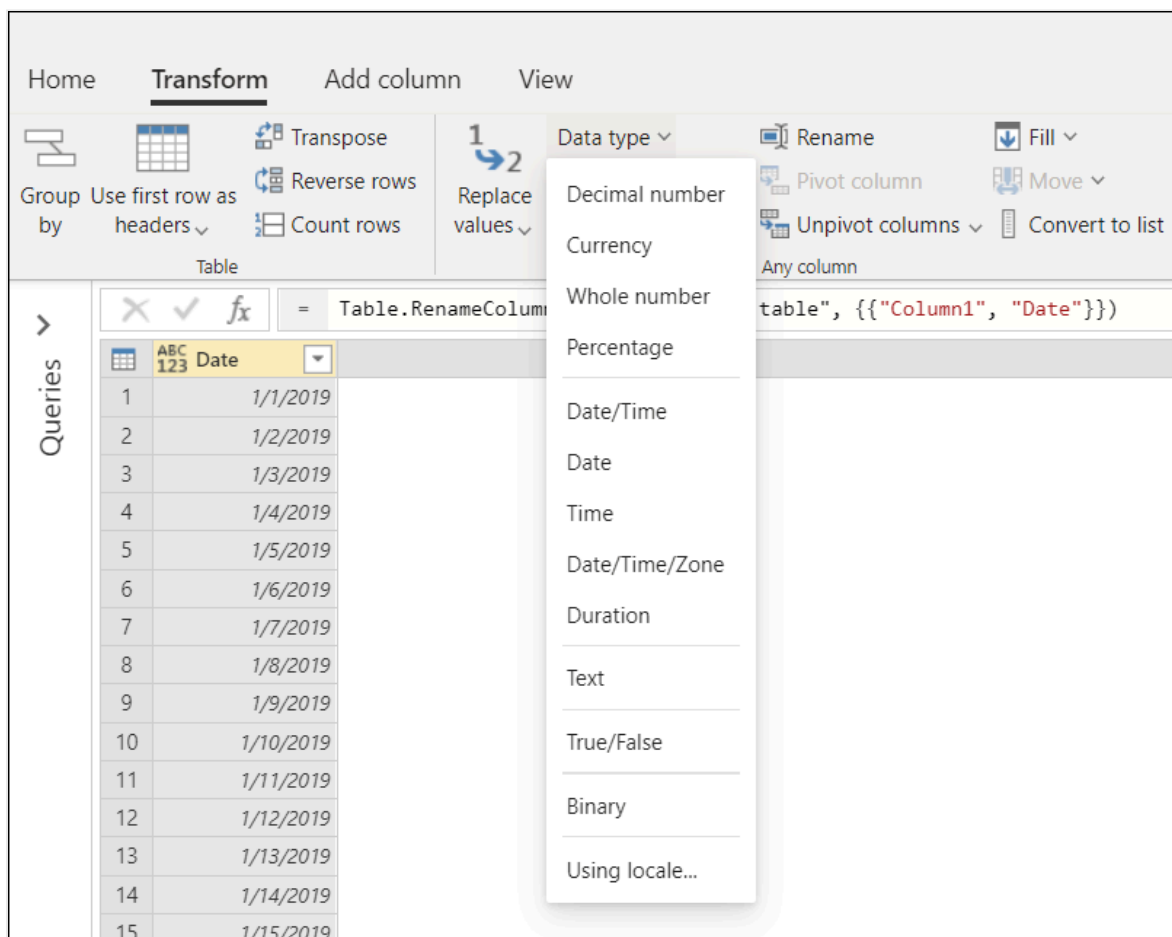 Home Transform Add column View
Group by
Use first row as headers
Transpose
Reverse rows
Count rows
Table
1 2
Replace values
Data type
Rename
Pivot column
Unpivot columns
Fill
Move
Convert to list
Any column
Decimal number
Currency
Whole number
Percentage
Date/Time
Date
Time
Date/Time/Zone
Duration
Text
True/False
Binary
Using locale...
Queries
fx = Table.RenameColum table", {{"Column1", "Date"}})
ABC 123 Date
1 1/1/2019
2 1/2/2019
3 1/3/2019
4 1/4/2019
5 1/5/2019
6 1/6/2019
7 1/7/2019
8 1/8/2019
9 1/9/2019
10 1/10/2019
11 1/11/2019
12 1/12/2019
13 1/13/2019
14 1/14/2019
15 1/15/2019